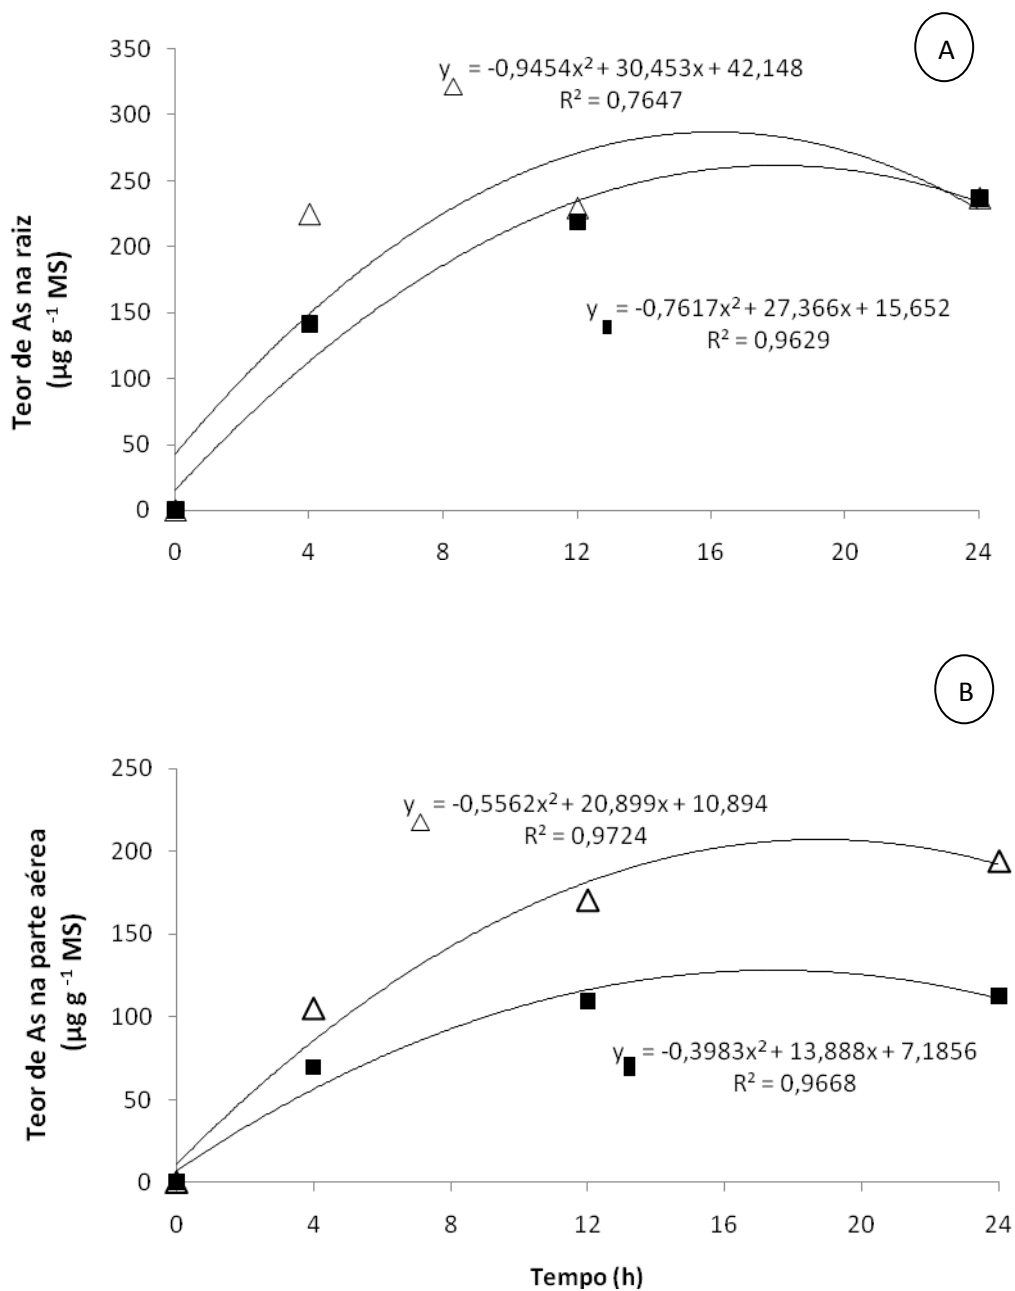 A
y = -0,9454x² + 30,453x + 42,148
R² = 0,7647
350
300
250
200
150
100
50
0
Teor de As na raiz
(µg g ⁻¹ MS)
y = -0,7617x² + 27,366x + 15,652
R² = 0,9629
0 4 8 12 16 20 24
B
y = -0,5562x² + 20,899x + 10,894
R² = 0,9724
250
200
150
100
50
0
Teor de As na parte aérea
(µg g ⁻¹ MS)
y = -0,3983x² + 13,888x + 7,1856
R² = 0,9668
0 4 8 12 16 20 24
Tempo (h)